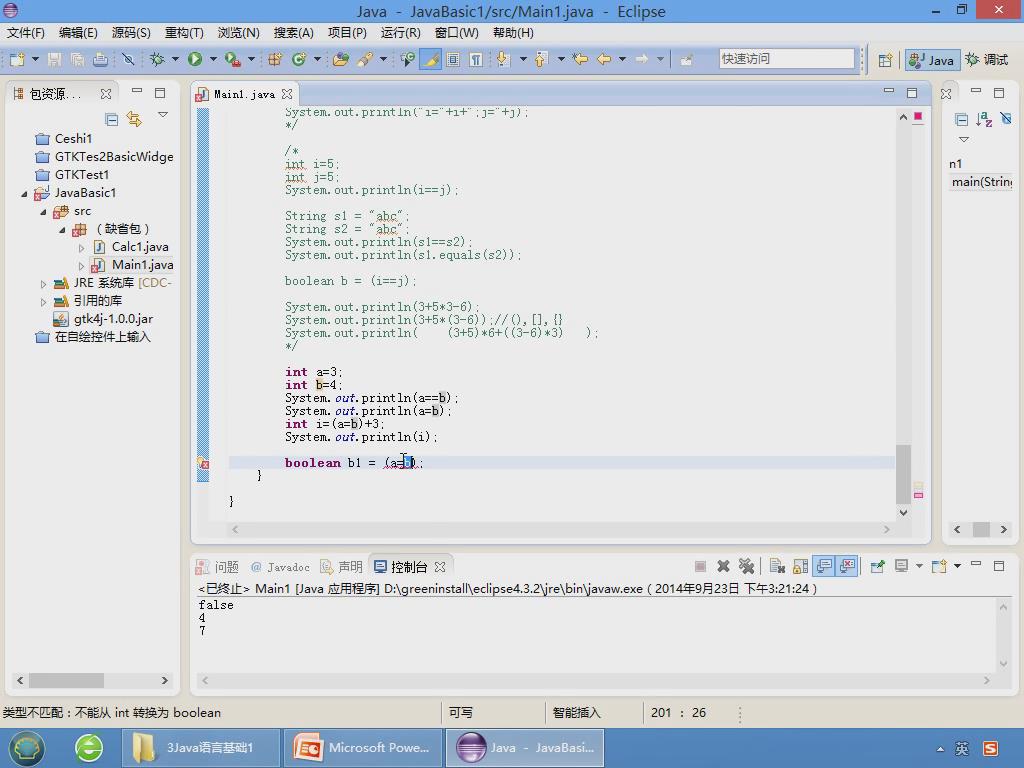 Java - JavaBasic1/src/Main1.java - Eclipse
文件(F) 编辑(E) 源码(S) 重构(T) 浏览(N) 搜索(A) 项目(P) 运行(R) 窗口(W) 帮助(H)
快速访问 Java 调试
包资源...
Ceshi1
GTKTes2BasicWidge
GTKTest1
JavaBasic1
src
（缺省包）
Calc1.java
Main1.java
JRE 系统库 [CDC-
引用的库
gtk4j-1.0.0.jar
在自绘控件上输入
Main1.java
System.out.println("i="+i+";j="+j);
*/
/*
int i=5;
int j=5;
System.out.println(i==j);
String s1 = "abc";
String s2 = "abc";
System.out.println(s1==s2);
System.out.println(s1.equals(s2));
boolean b = (i==j);
System.out.println(3+5*3-6);
System.out.println(3+5*(3-6));//(),[],{}
System.out.println(    (3+5)*6+((3-6)*3)   );
*/
int a=3;
int b=4;
System.out.println(a==b);
System.out.println(a=b);
int i=(a=b)+3;
System.out.println(i);
boolean b1 = (a=b);
}
}
n1
main(String
问题 @ Javadoc 声明 控制台
<已终止> Main1 [Java 应用程序] D:\greeninstall\eclipse4.3.2\jre\bin\javaw.exe ( 2014年9月23日 下午3:21:24 )
false
4
7
类型不匹配：不能从 int 转换为 boolean 可写 智能插入 201 : 26
3Java语言基础1 Microsoft Powe... Java - JavaBasi... 英